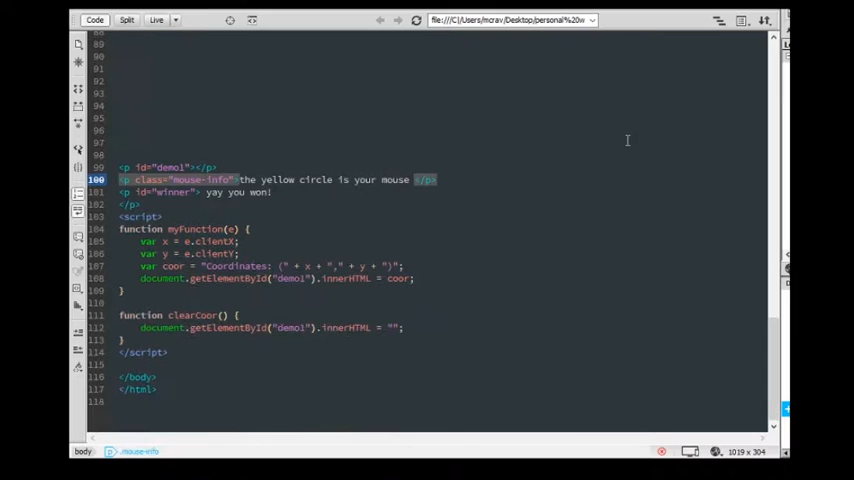 Code Split Live file:///C|/Users/mcrav/Desktop/personal%20w
88
89
90
91
92
93
94
95
96
97
98
99 <p id="demo1"></p>
100 <p class="mouse-info">the yellow circle is your mouse </p>
101 <p id="winner"> yay you won!
102 </p>
103 <script>
104 function myFunction(e) {
105 var x = e.clientX;
106 var y = e.clientY;
107 var coor = "Coordinates: (" + x + "," + y + ")";
108 document.getElementById("demo1").innerHTML = coor;
109 }
110
111 function clearCoor() {
112 document.getElementById("demo1").innerHTML = "";
113 }
114 </script>
115
116 </body>
117 </html>
118
body .mouse-info 1019 x 304